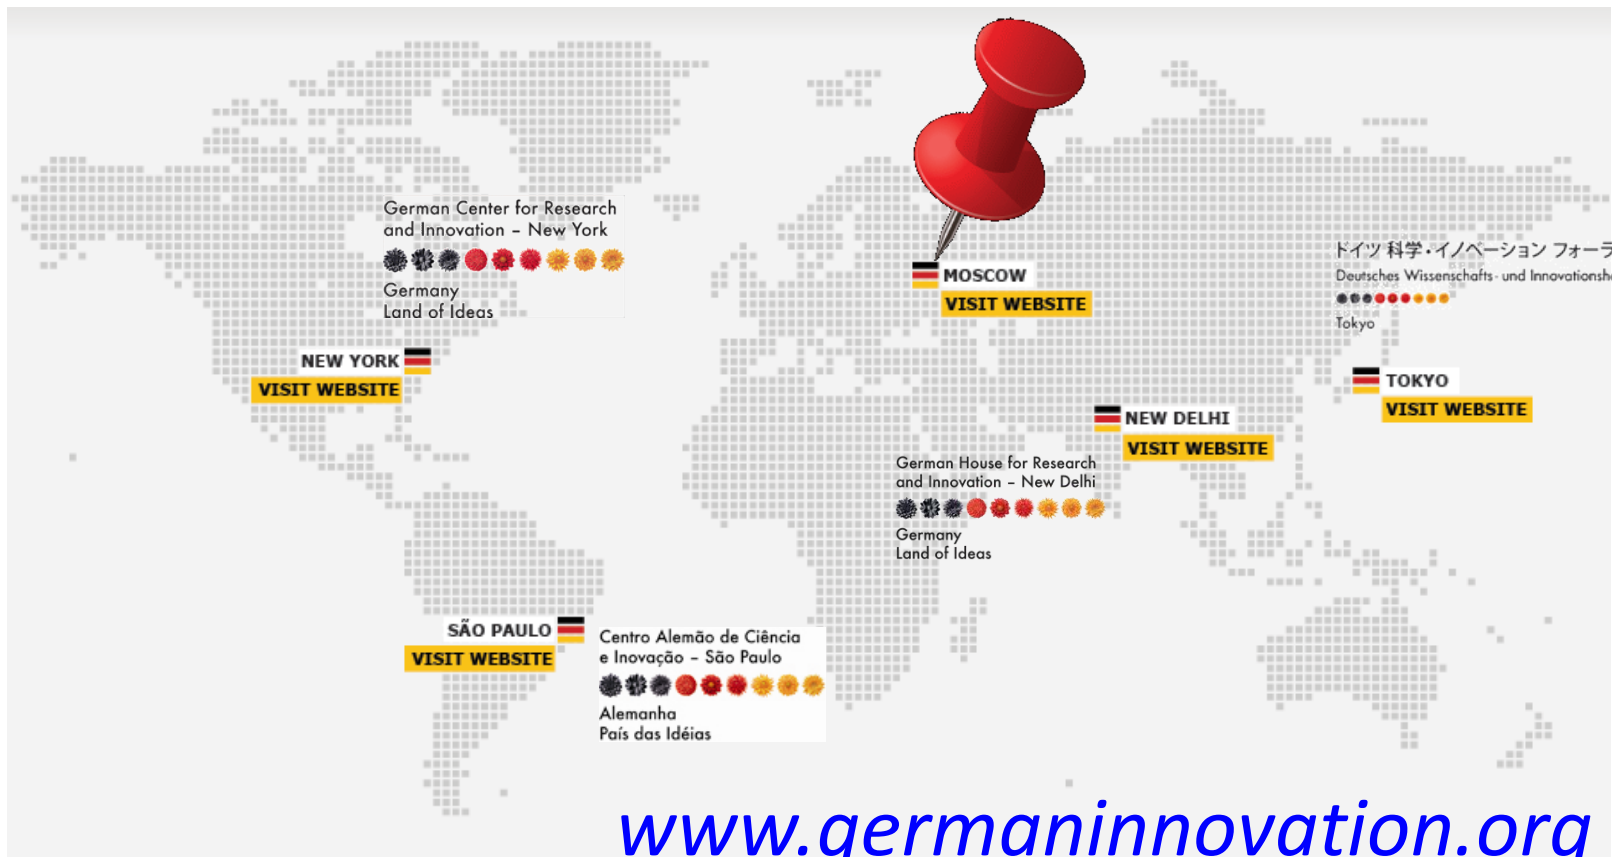 German Center for Research
and Innovation – New York
Germany
Land of Ideas
NEW YORK
VISIT WEBSITE
MOSCOW
VISIT WEBSITE
ドイツ 科学・イノベーション フォーラ
Deutsches Wissenschafts- und Innovationsha
Tokyo
TOKYO
VISIT WEBSITE
NEW DELHI
VISIT WEBSITE
German House for Research
and Innovation – New Delhi
Germany
Land of Ideas
SÃO PAULO
VISIT WEBSITE
Centro Alemão de Ciência
e Inovação – São Paulo
Alemanha
País das Idéias
www.germaninnovation.org